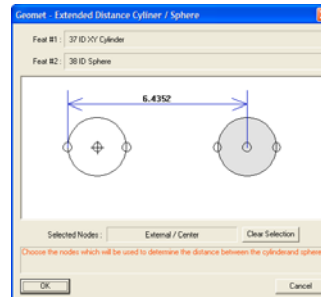 Geomet - Extended Distance Cyliner / Sphere
Feat #1 : 37 ID XY Cylinder
Feat #2 : 38 ID Sphere
6.4352
Selected Nodes : External / Center Clear Selection
Choose the nodes which will be used to determine the distance between the cylinderand sphere
OK Cancel